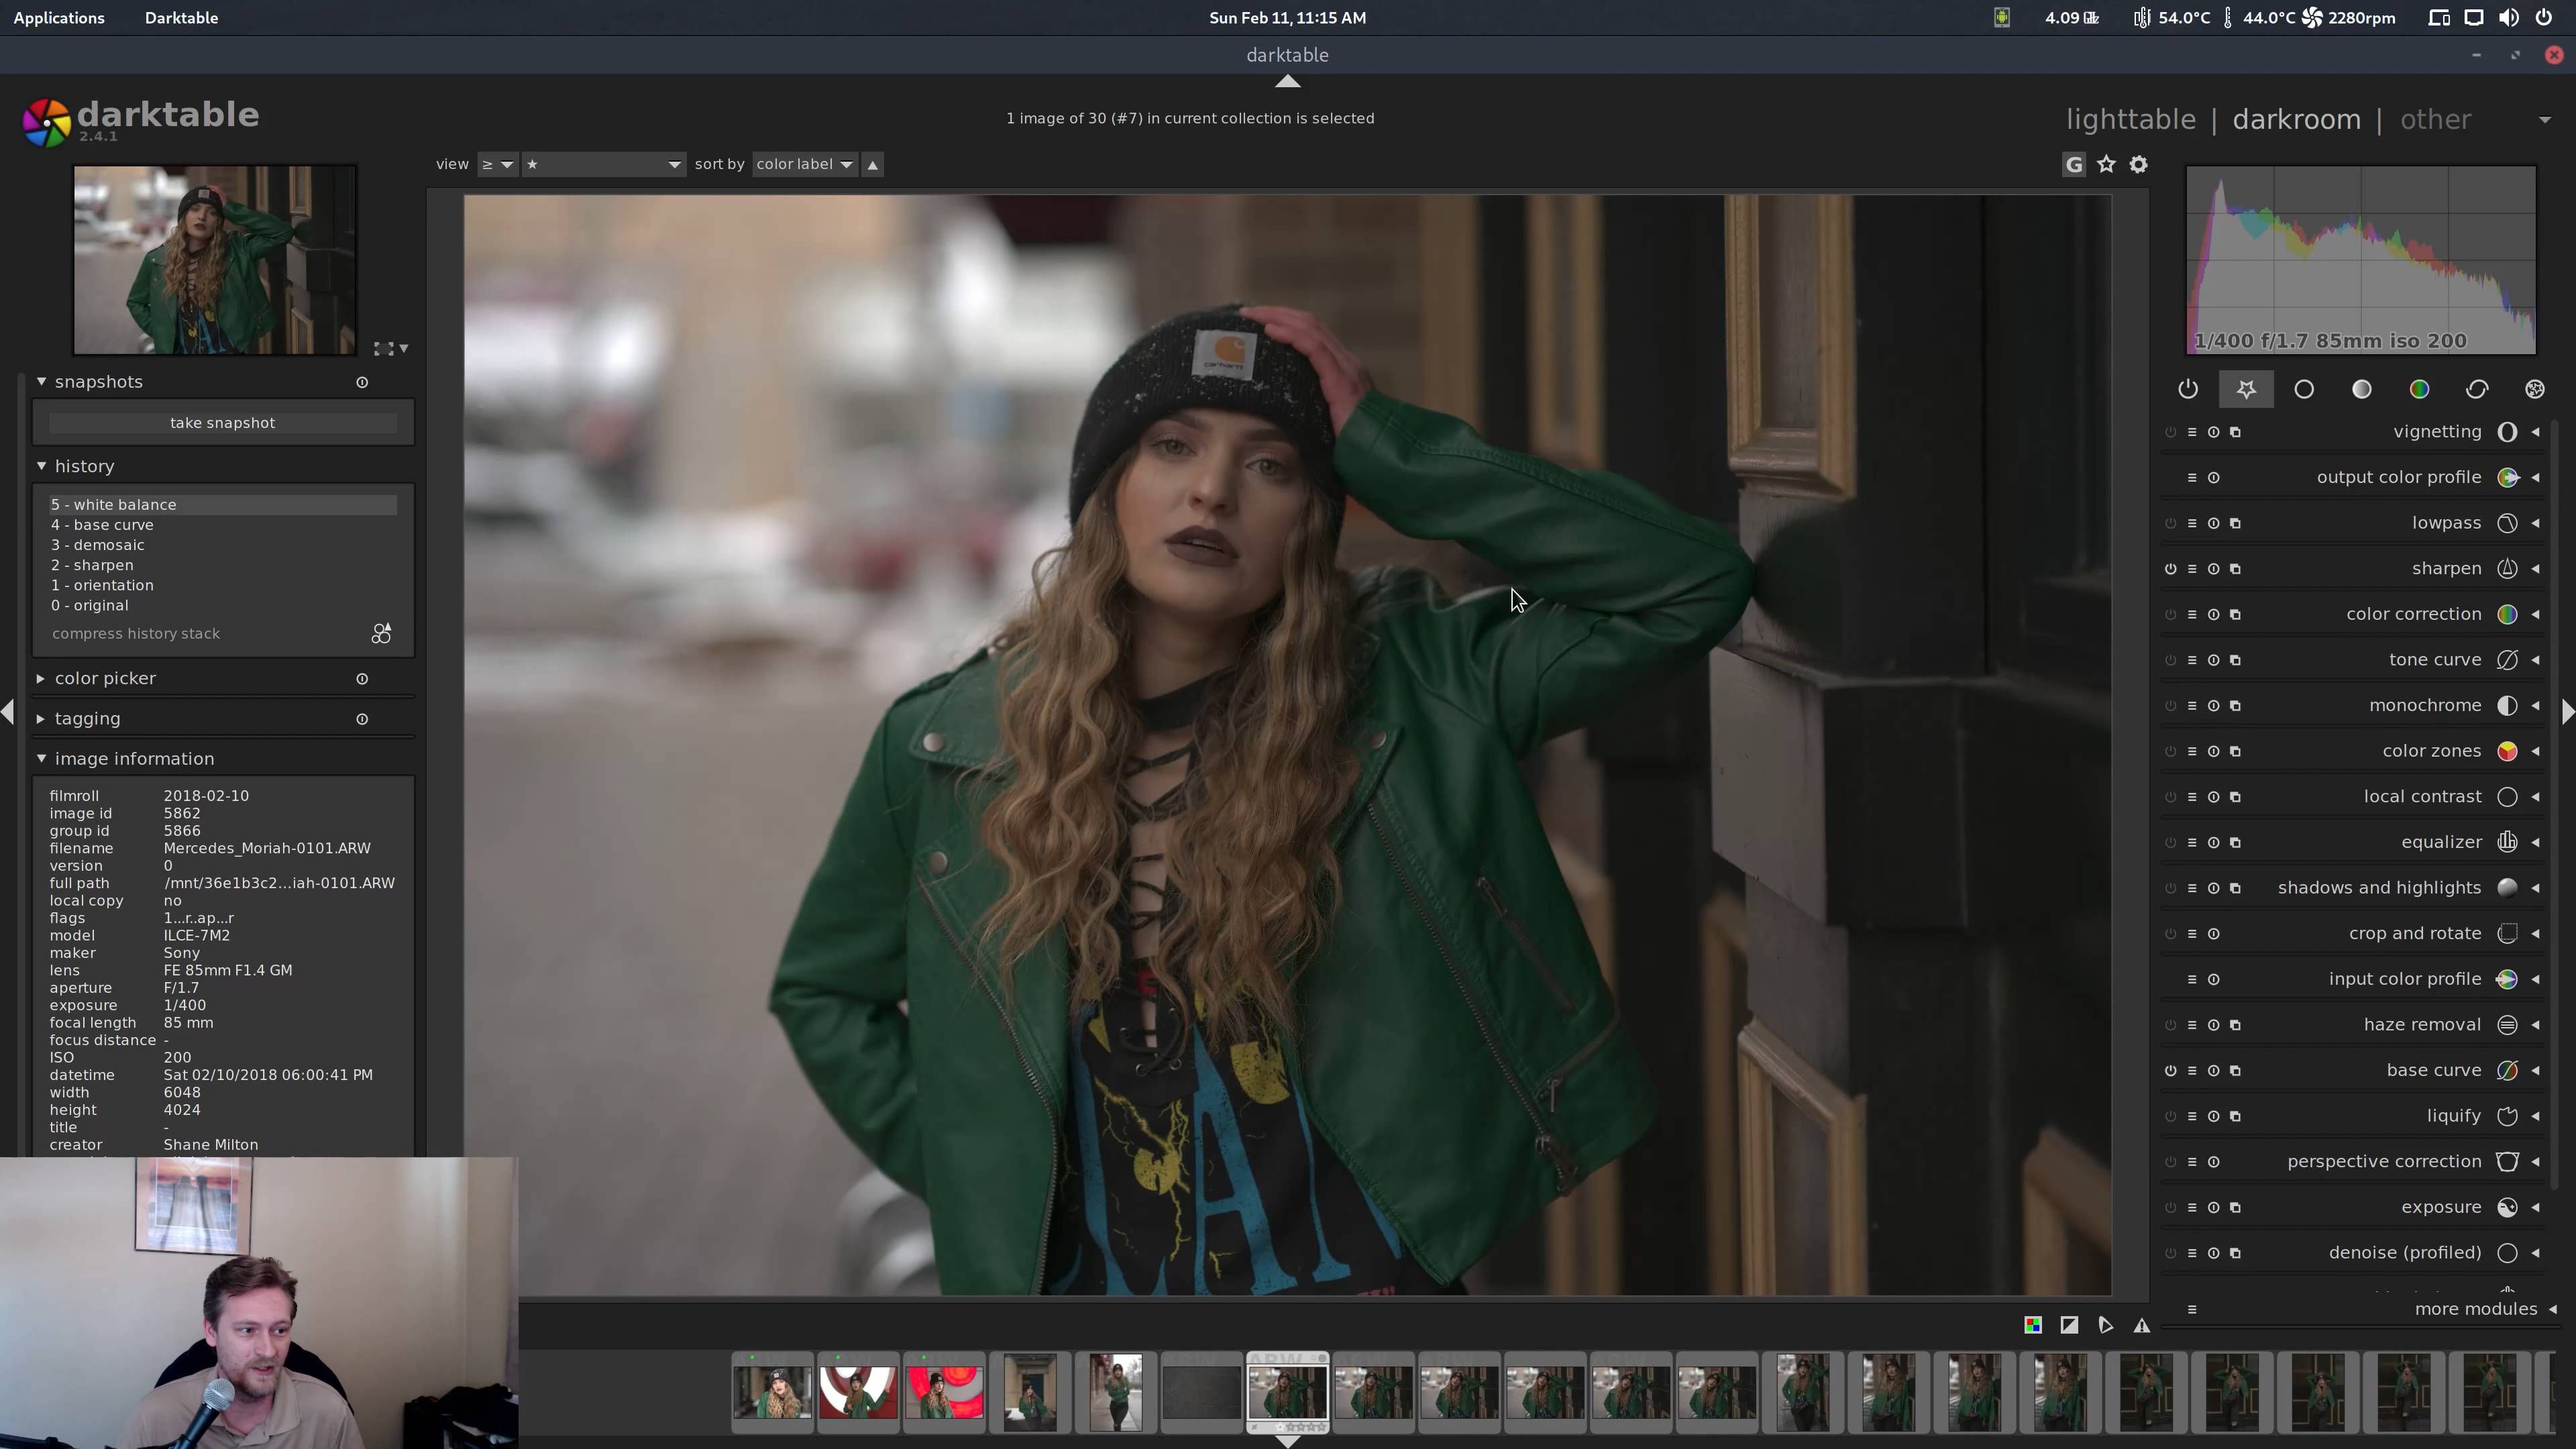 Applications Darktable Sun Feb 11, 11:15 AM 4.09 GHz 54.0°C 44.0°C 2280rpm
darktable
darktable
2.4.1
1 image of 30 (#7) in current collection is selected
lighttable | darkroom | other
view ≥ ★ sort by color label
G
carhartt
1/400 f/1.7 85mm iso 200
snapshots
take snapshot
history
5 - white balance
4 - base curve
3 - demosaic
2 - sharpen
1 - orientation
0 - original
compress history stack
color picker
tagging
image information
filmroll 2018-02-10
image id 5862
group id 5866
filename Mercedes_Moriah-0101.ARW
version 0
full path /mnt/36e1b3c2...iah-0101.ARW
local copy no
flags 1...r..ap...r
model ILCE-7M2
maker Sony
lens FE 85mm F1.4 GM
aperture F/1.7
exposure 1/400
focal length 85 mm
focus distance -
ISO 200
datetime Sat 02/10/2018 06:00:41 PM
width 6048
height 4024
title -
creator Shane Milton
vignetting
output color profile
lowpass
sharpen
color correction
tone curve
monochrome
color zones
local contrast
equalizer
shadows and highlights
crop and rotate
input color profile
haze removal
base curve
liquify
perspective correction
exposure
denoise (profiled)
more modules
ARW